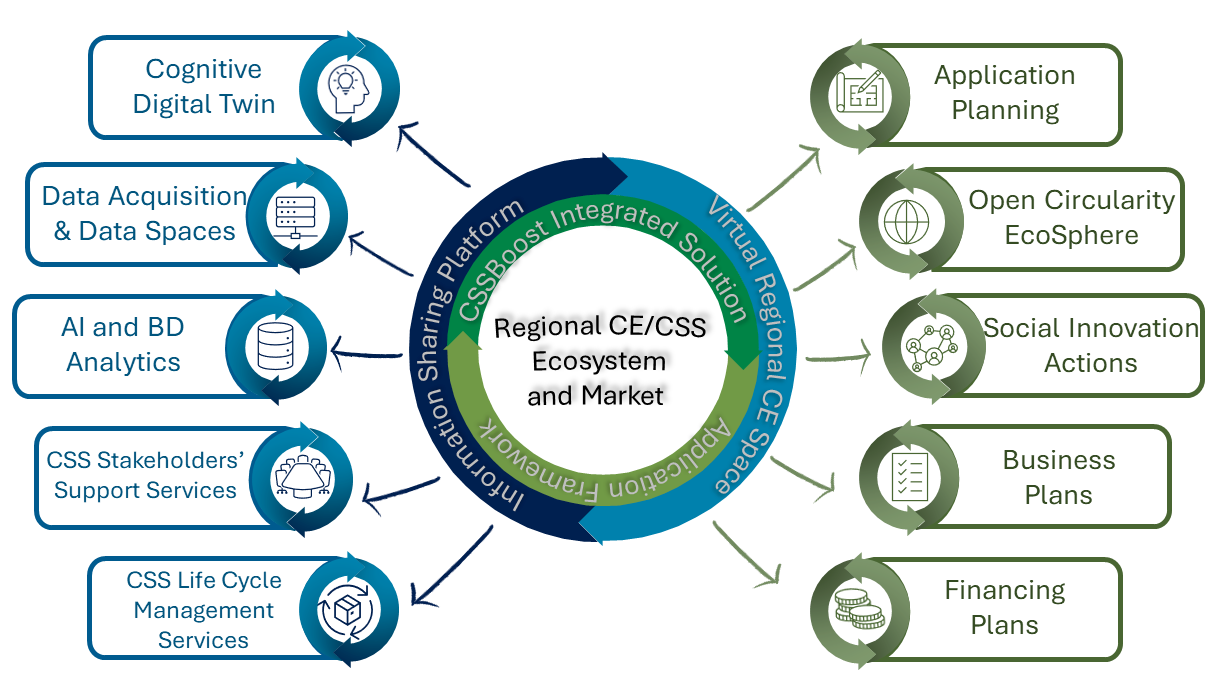 Cognitive
Digital Twin
Data Acquisition
& Data Spaces
AI and BD
Analytics
CSS Stakeholders’
Support Services
CSS Life Cycle
Management
Services
Information Sharing Platform
Virtual Regional CE Space
CSSBoost Integrated Solution
Application Framework
Regional CE/CSS
Ecosystem
and Market
Application
Planning
Open Circularity
EcoSphere
Social Innovation
Actions
Business
Plans
Financing
Plans